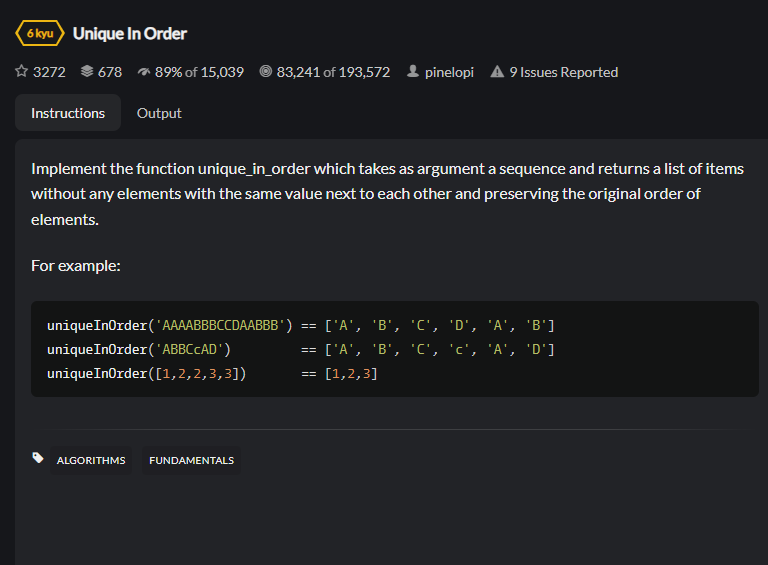 6 kyu Unique In Order
3272 678 89% of 15,039 83,241 of 193,572 pinelopi 9 Issues Reported
Instructions Output
Implement the function unique_in_order which takes as argument a sequence and returns a list of items
without any elements with the same value next to each other and preserving the original order of
elements.
For example:
uniqueInOrder('AAAABBBCCDAABBB') == ['A', 'B', 'C', 'D', 'A', 'B']
uniqueInOrder('ABBCcAD') == ['A', 'B', 'C', 'c', 'A', 'D']
uniqueInOrder([1,2,2,3,3]) == [1,2,3]
ALGORITHMS FUNDAMENTALS